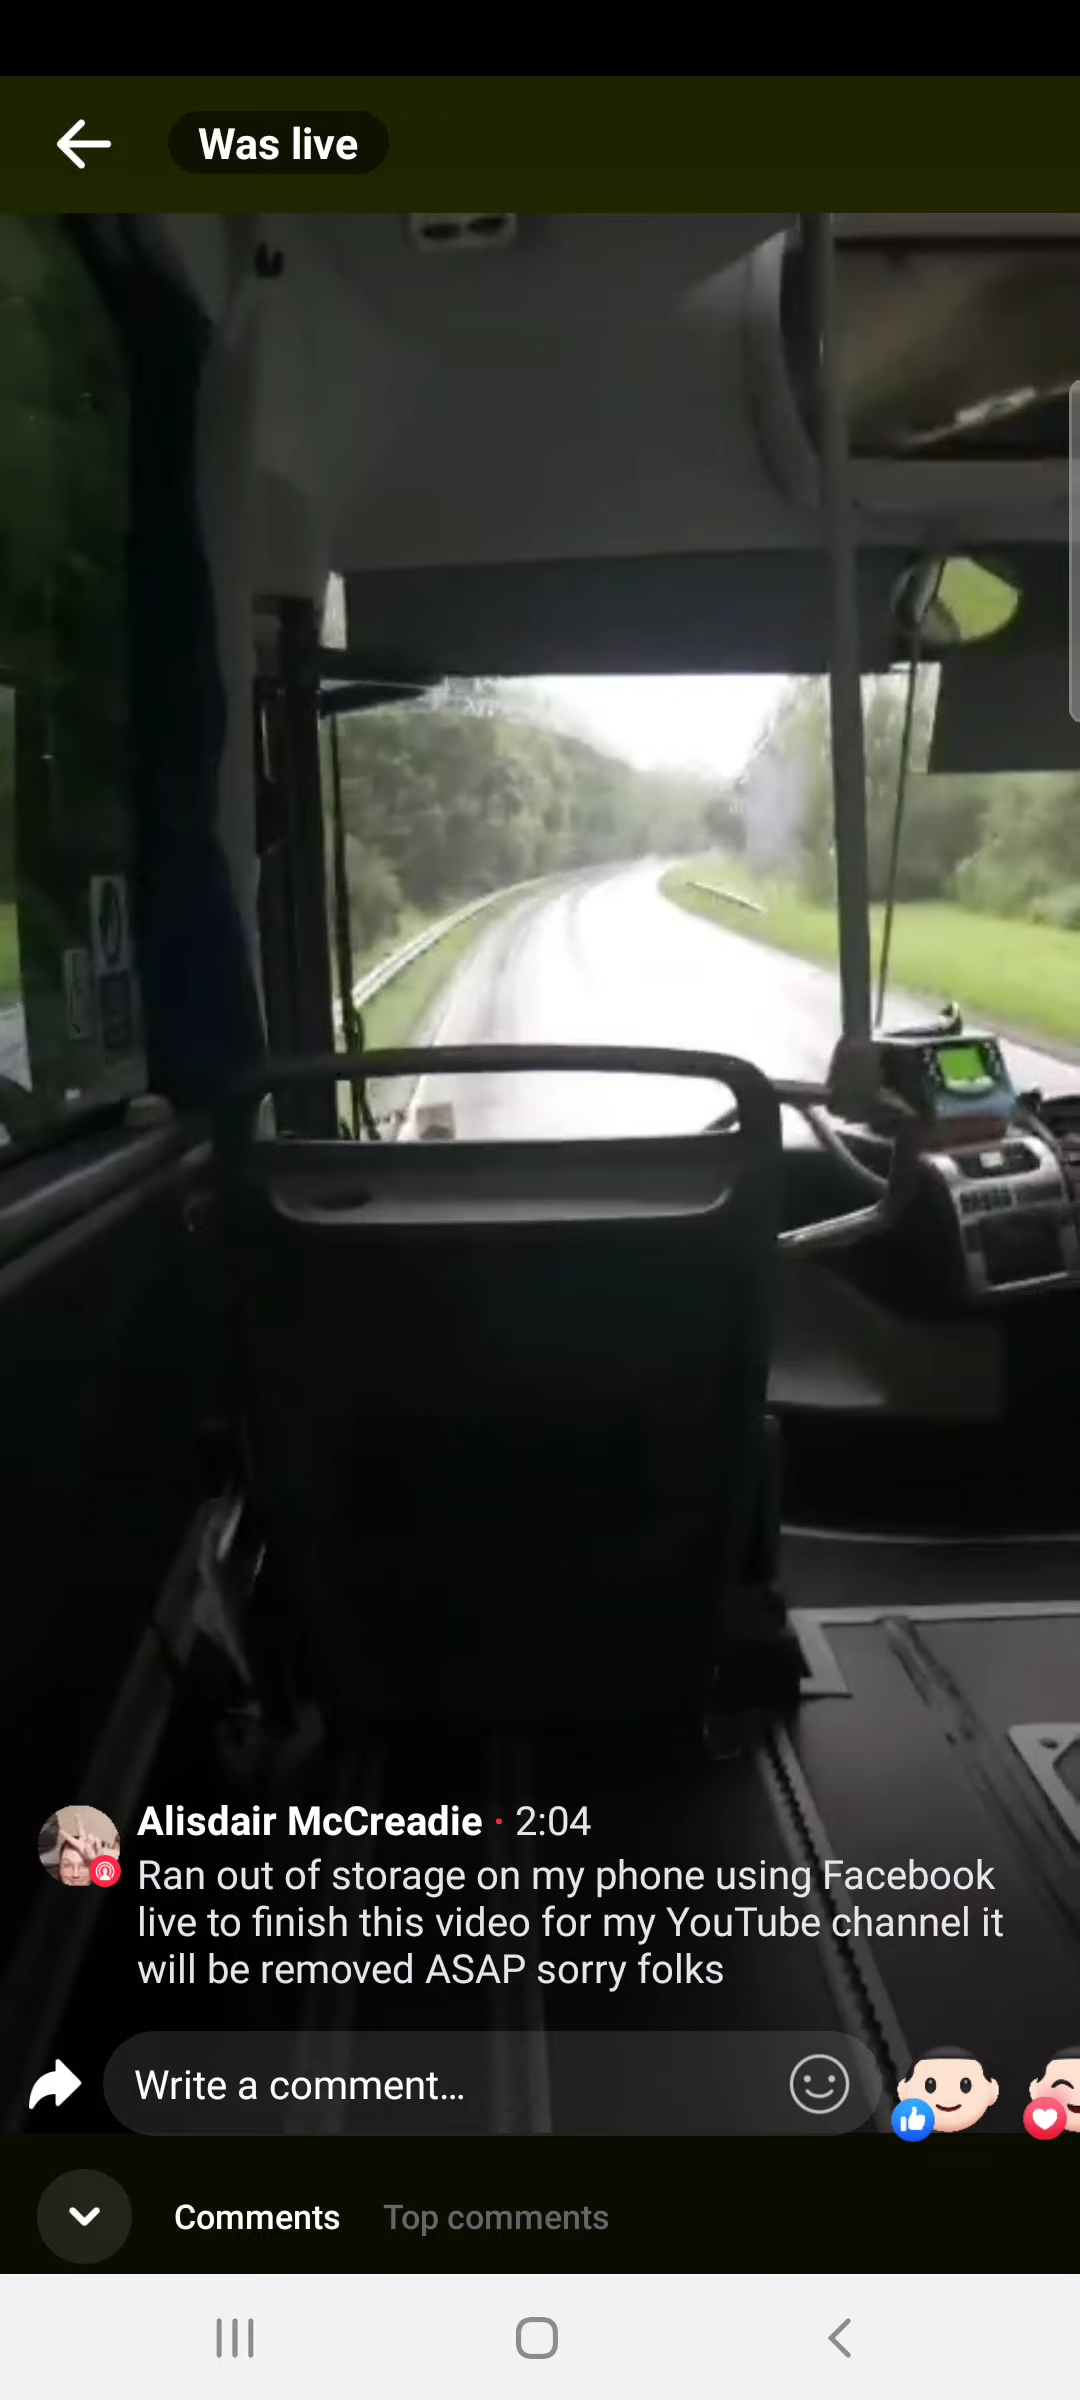 Was live
Alisdair McCreadie · 2:04
Ran out of storage on my phone using Facebook
live to finish this video for my YouTube channel it
will be removed ASAP sorry folks
Write a comment...
Comments Top comments